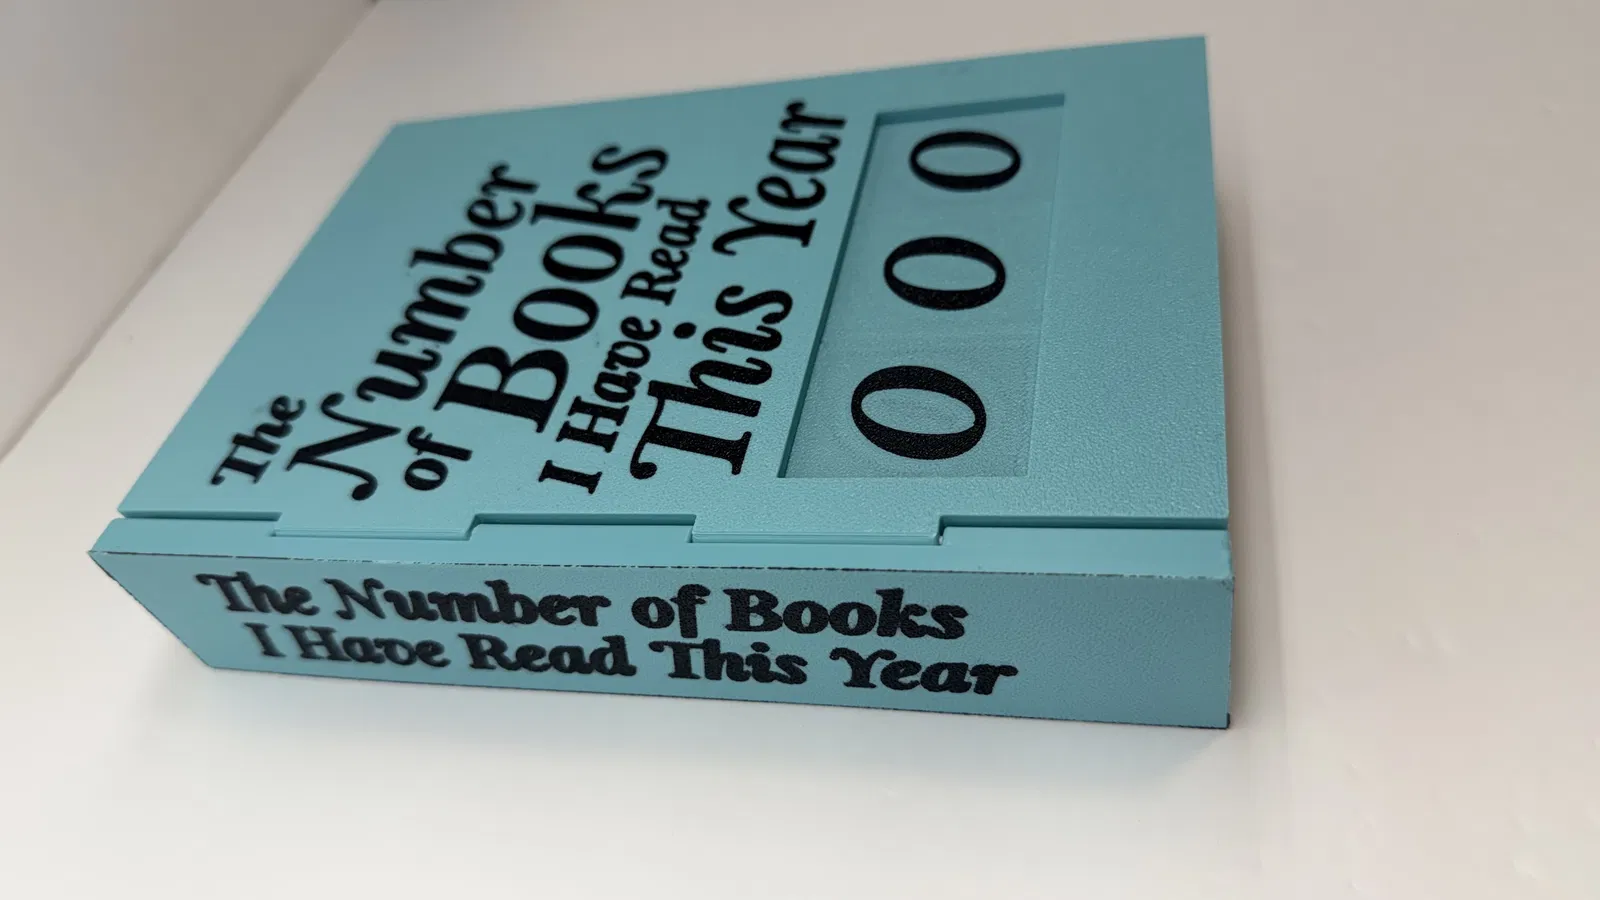 The
Number
of Books
I Have Read
This Year
0 0 0
The Number of Books
I Have Read This Year